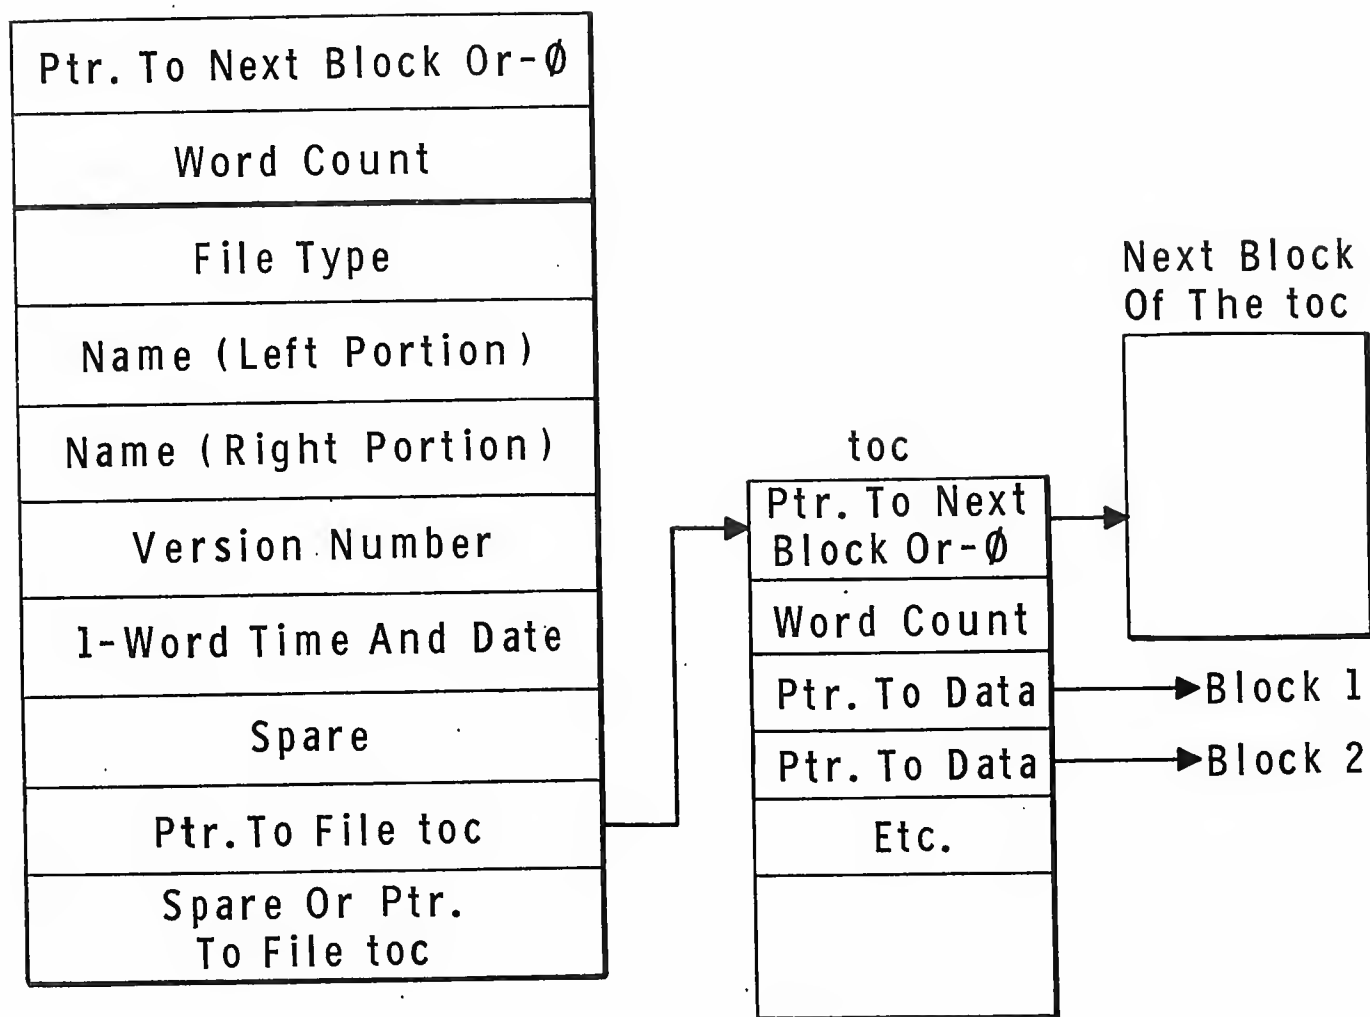 Ptr. To Next Block Or-Ø
Word Count
File Type
Name (Left Portion)
Name (Right Portion)
Version Number
1-Word Time And Date
Spare
Ptr. To File toc
Spare Or Ptr.
To File toc
toc
Ptr. To Next
Block Or-Ø
Word Count
Ptr. To Data
Ptr. To Data
Etc.
Next Block
Of The toc
Block 1
Block 2